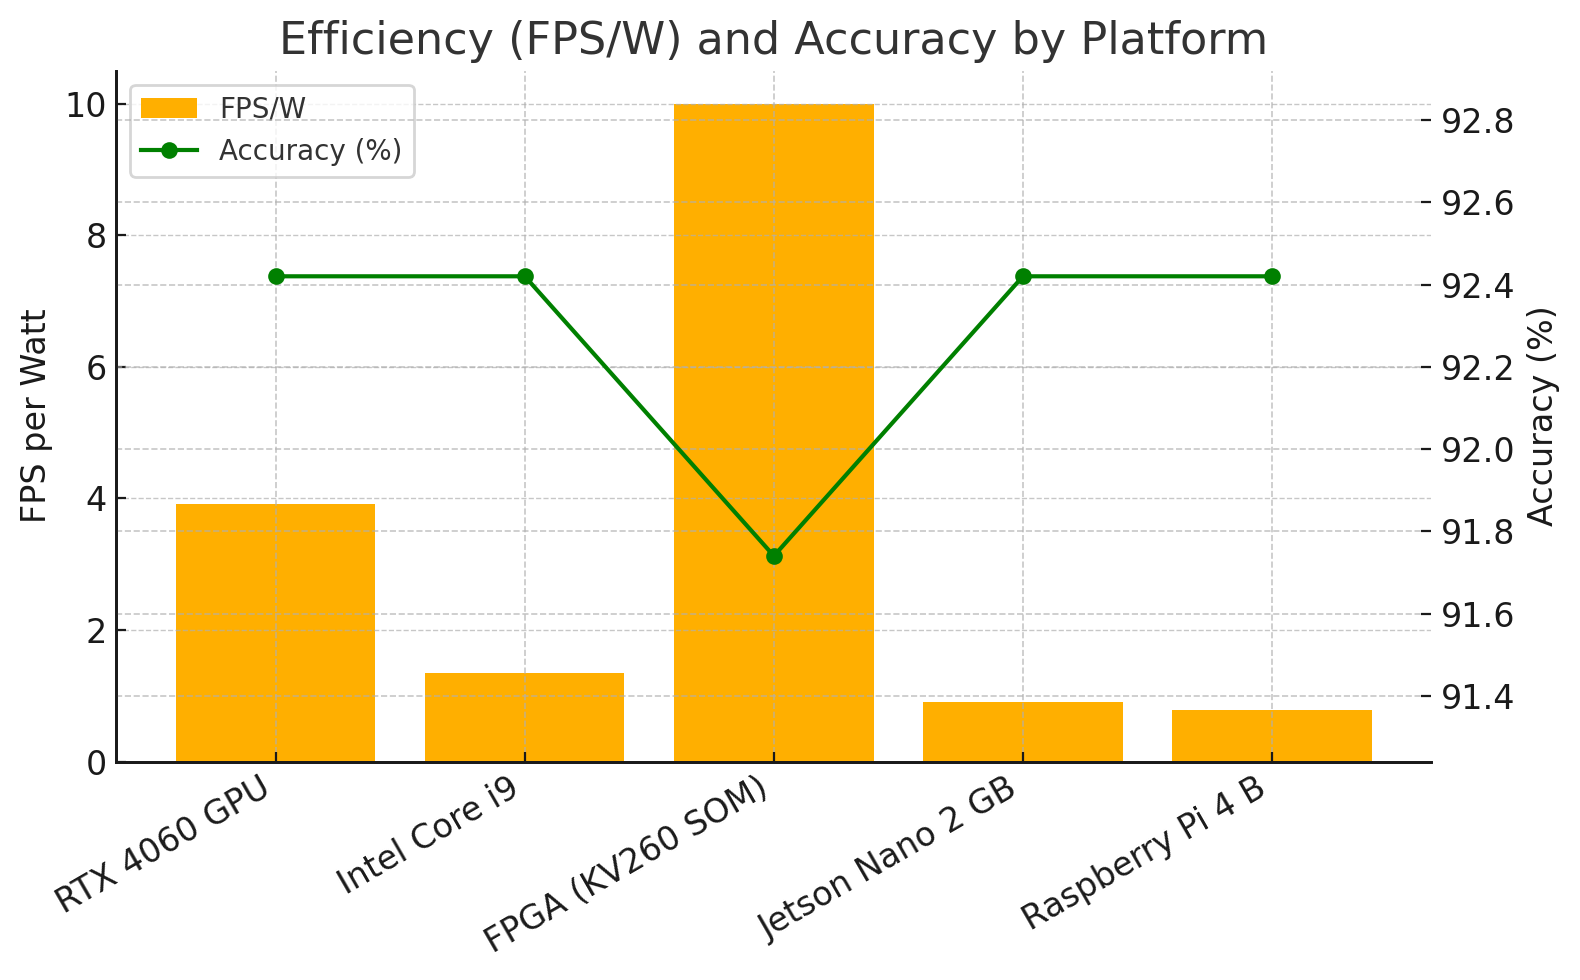 Efficiency (FPS/W) and Accuracy by Platform
FPS/W
Accuracy (%)
FPS per Watt
10
8
6
4
2
0
92.8
92.6
92.4
92.2
92.0
91.8
91.6
91.4
Accuracy (%)
RTX 4060 GPU
Intel Core i9
FPGA (KV260 SOM)
Jetson Nano 2 GB
Raspberry Pi 4 B